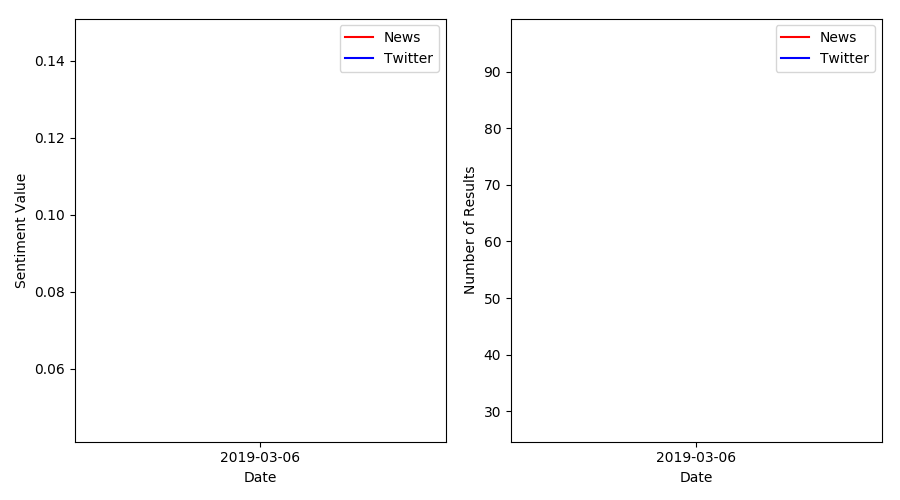 News
Twitter
0.14
0.12
0.10
0.08
0.06
Sentiment Value
2019-03-06
Date
News
Twitter
90
80
70
60
50
40
30
Number of Results
2019-03-06
Date